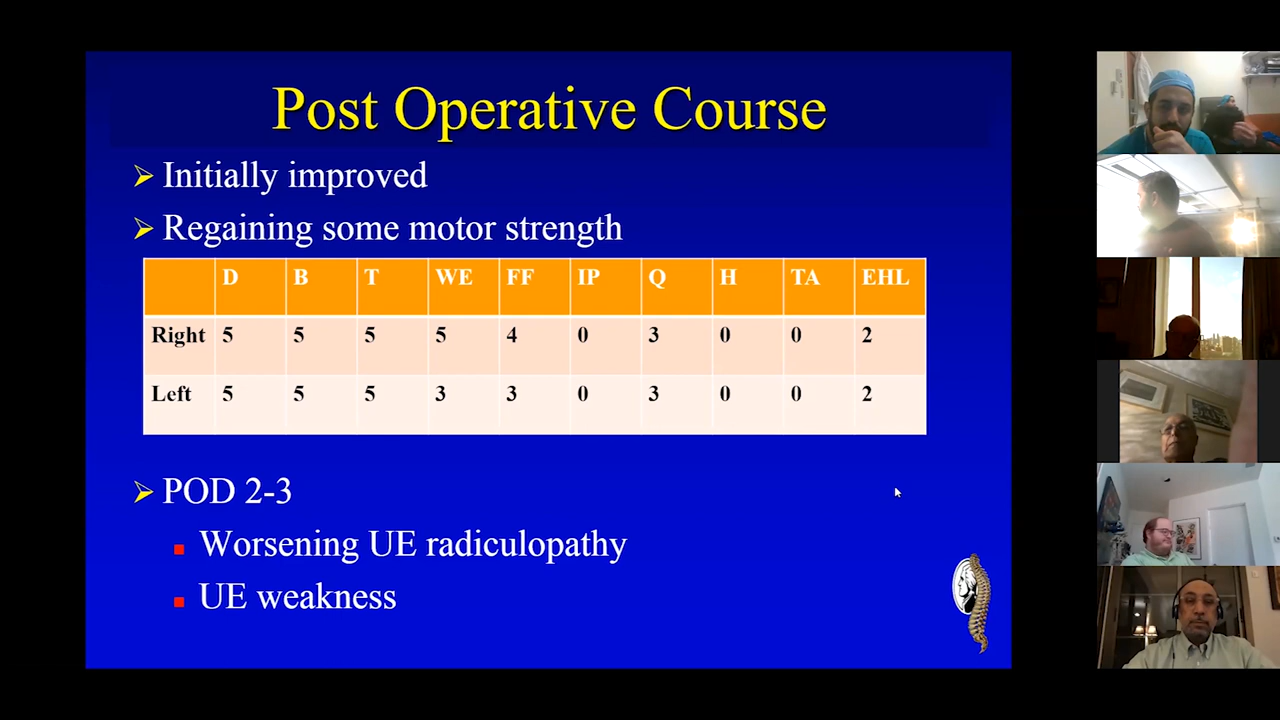 Post Operative Course
Initially improved
Regaining some motor strength
D B T WE FF IP Q H TA EHL
Right 5 5 5 5 4 0 3 0 0 2
Left 5 5 5 3 3 0 3 0 0 2
POD 2-3
Worsening UE radiculopathy
UE weakness